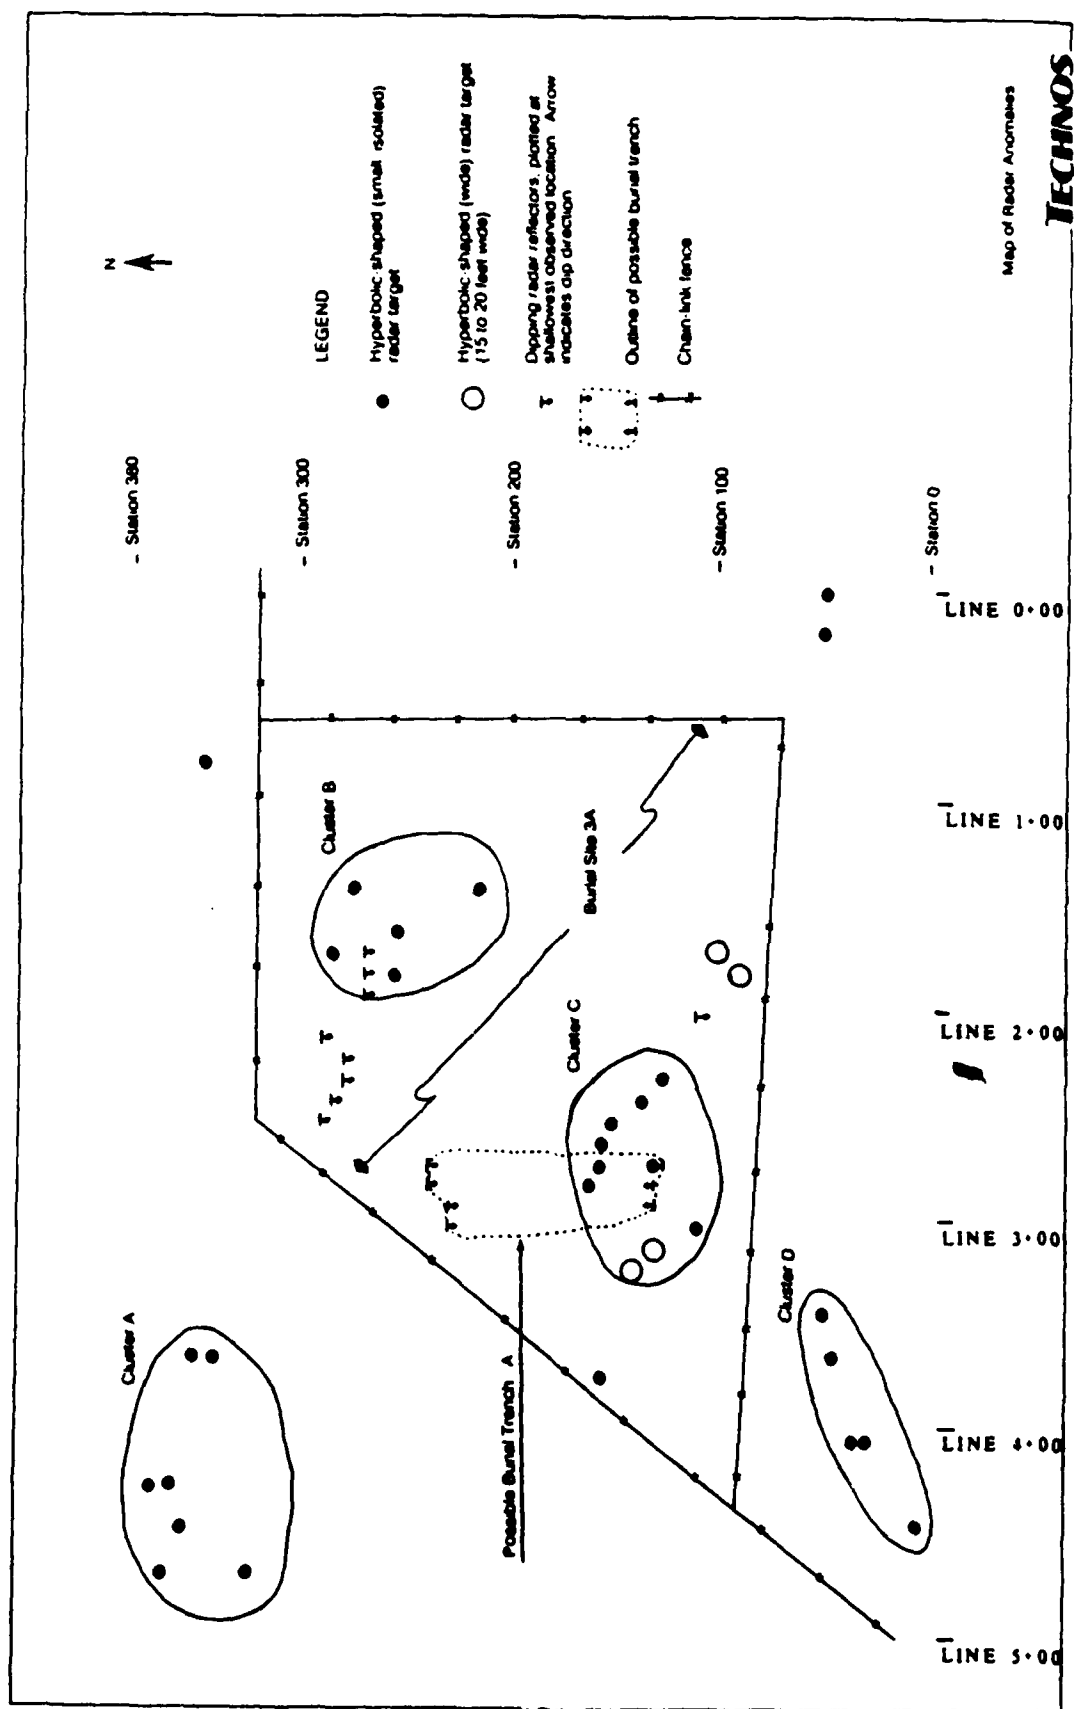 N
LEGEND
Hyperbolic-shaped (small isolated)
radar target
Hyperbolic-shaped (wide) radar target
(15 to 20 feet wide)
Dipping radar reflectors, plotted at
shallowest observed location Arrow
indicates dip direction
Outline of possible burial trench
Chain-link fence
- Station 380
- Station 300
- Station 200
- Station 100
- Station 0
Cluster A
Cluster B
Cluster C
Cluster D
Burial Site 3A
Possible Burial Trench A
LINE 0+00
LINE 1+00
LINE 2+00
LINE 3+00
LINE 4+00
LINE 5+00
Map of Radar Anomalies
TECHNOS